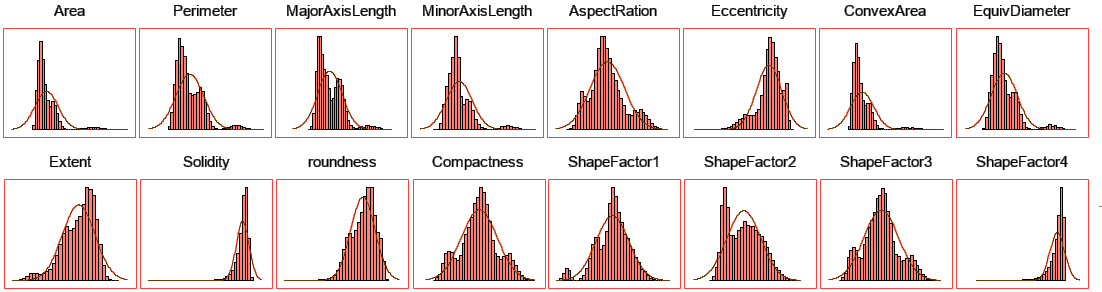 Area Perimeter MajorAxisLength MinorAxisLength AspectRation Eccentricity ConvexArea EquivDiameter
Extent Solidity roundness Compactness ShapeFactor1 ShapeFactor2 ShapeFactor3 ShapeFactor4